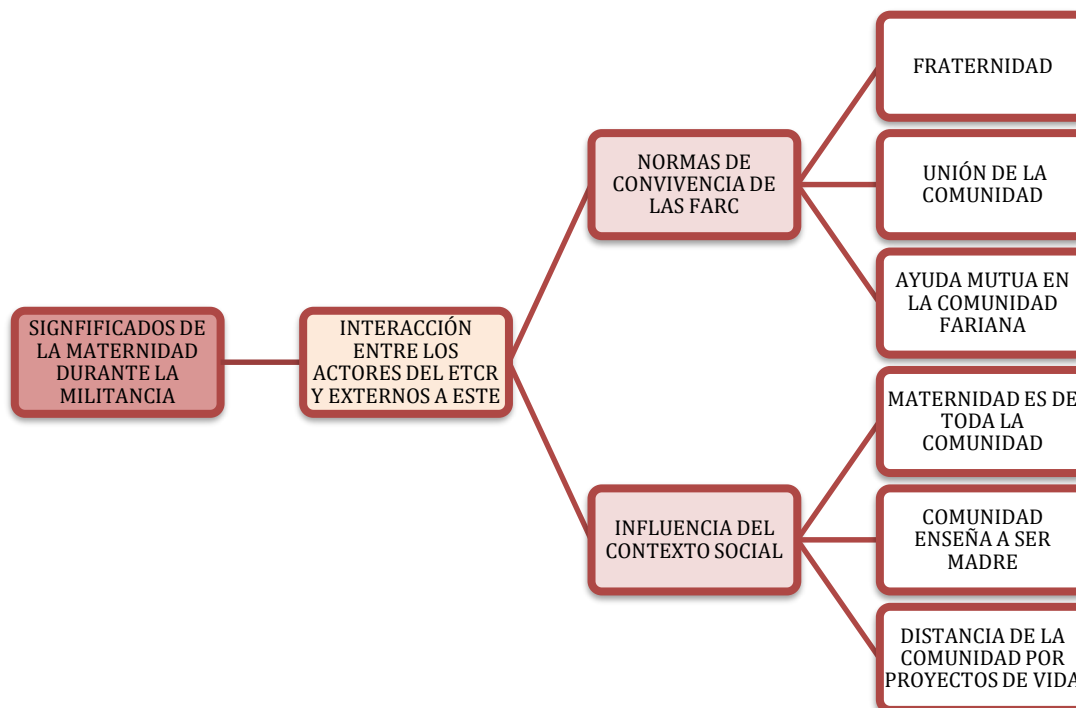 SIGNFIFICADOS DE
LA MATERNIDAD
DURANTE LA
MILITANCIA
INTERACCIÓN
ENTRE LOS
ACTORES DEL ETCR
Y EXTERNOS A ESTE
NORMAS DE
CONVIVENCIA DE
LAS FARC
FRATERNIDAD
UNIÓN DE LA
COMUNIDAD
AYUDA MUTUA EN
LA COMUNIDAD
FARIANA
INFLUENCIA DEL
CONTEXTO SOCIAL
MATERNIDAD ES DE
TODA LA
COMUNIDAD
COMUNIDAD
ENSEÑA A SER
MADRE
DISTANCIA DE LA
COMUNIDAD POR
PROYECTOS DE VIDA